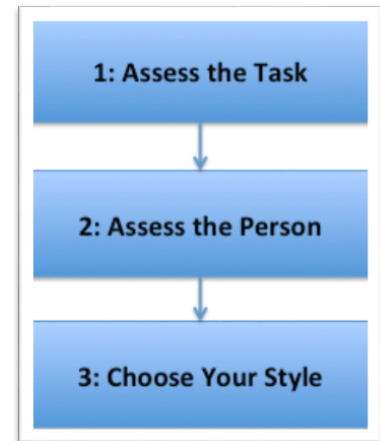 1: Assess the Task
2: Assess the Person
3: Choose Your Style